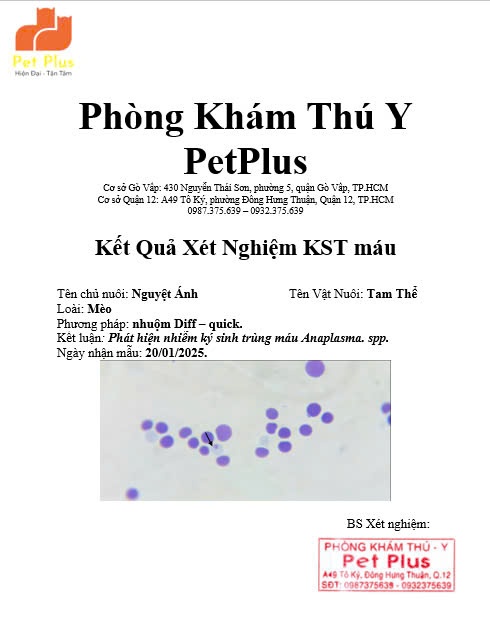 Pet Plus
Hiện Đại - Tận Tâm
Phòng Khám Thú Y
PetPlus
Cơ sở Gò Vấp: 430 Nguyễn Thái Sơn, phường 5, quận Gò Vấp, TP.HCM
Cơ sở Quận 12: A49 Tô Ký, phường Đông Hưng Thuận, Quận 12, TP.HCM
0987.375.639 – 0932.375.639
Kết Quả Xét Nghiệm KST máu
Tên chủ nuôi: Nguyệt Ánh Tên Vật Nuôi: Tam Thể
Loài: Mèo
Phương pháp: nhuộm Diff – quick.
Kết luận: Phát hiện nhiễm ký sinh trùng máu Anaplasma. spp.
Ngày nhận mẫu: 20/01/2025.
BS Xét nghiệm:
PHÒNG KHÁM THÚ - Y
Pet Plus
A49 Tô Ký, Đông Hưng Thuận, Q.12
SĐT: 0987375639 - 0932375639